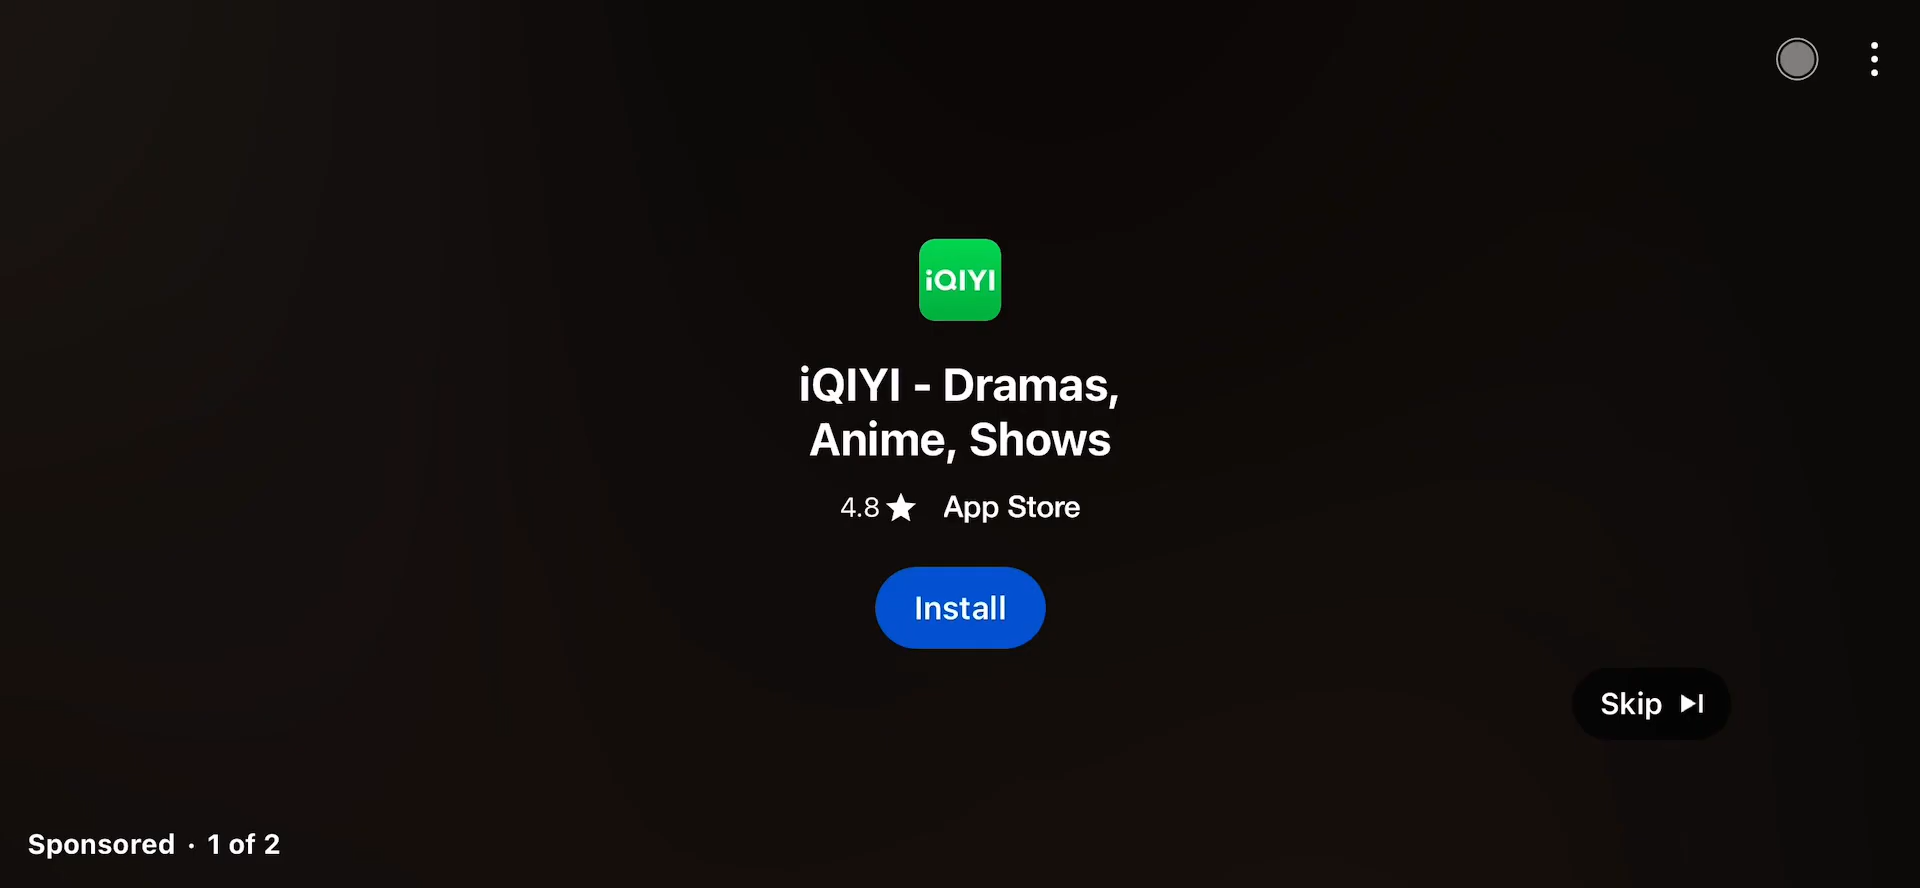 iQIYI
iQIYI - Dramas,
Anime, Shows
4.8 ★ App Store
Install
Skip
Sponsored · 1 of 2